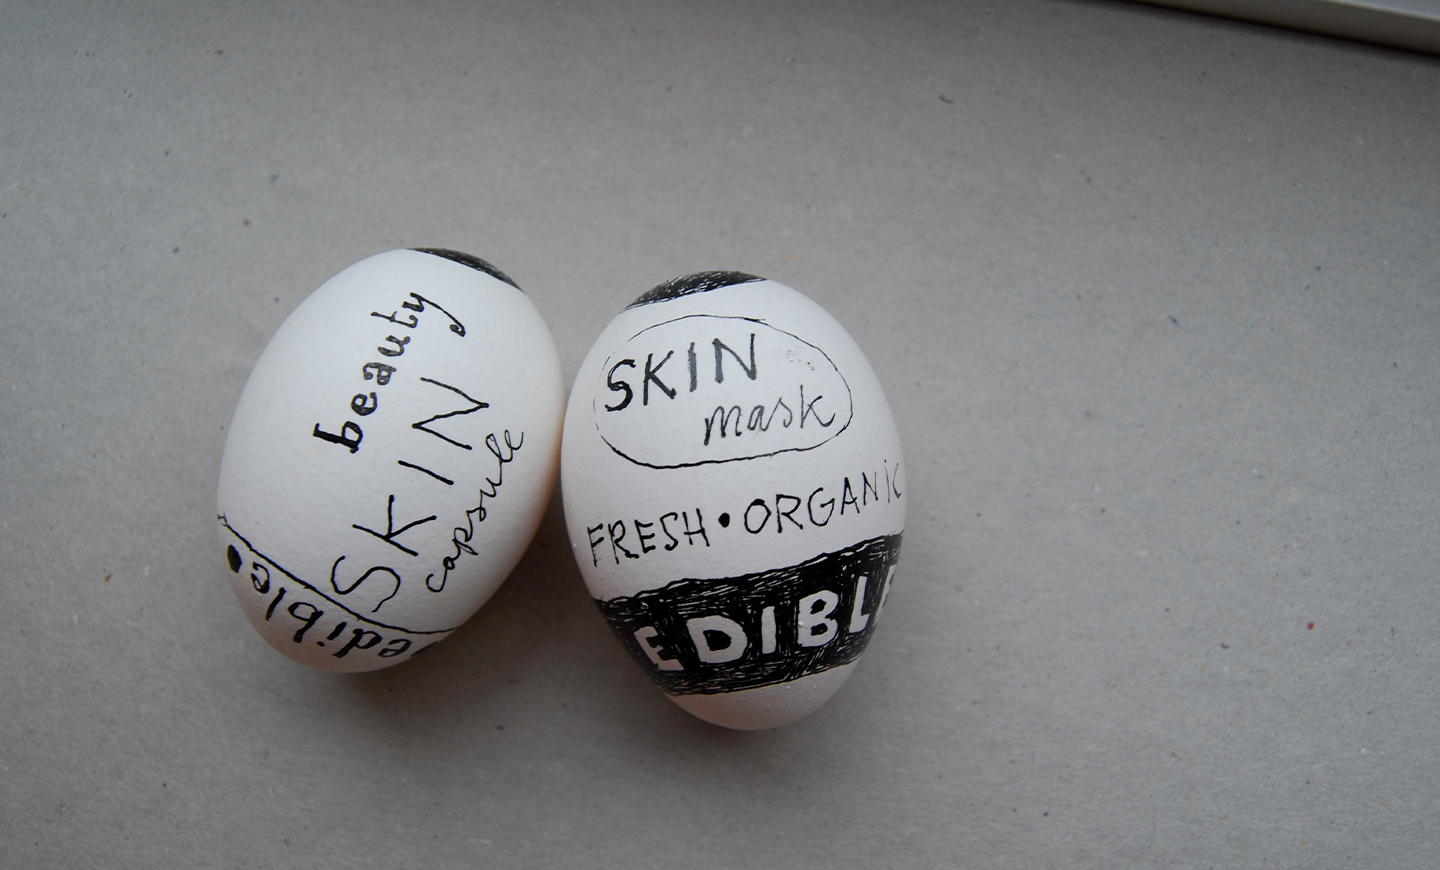 beauty
SKIN
capsule
edible •
SKIN
mask
FRESH • ORGANIC
EDIBLE